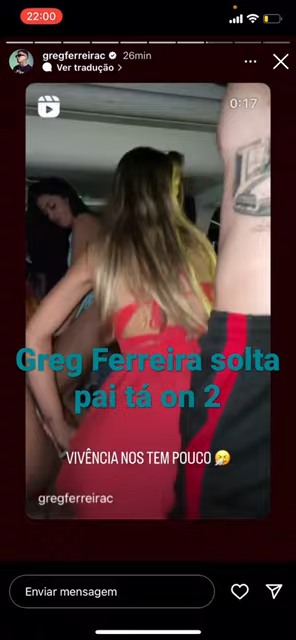 22:00
gregferreirac 26min
Ver tradução
0:17
Greg Ferreira solta
pai tá on 2
VIVÊNCIA NOS TEM POUCO 🤧
gregferreirac
Enviar mensagem